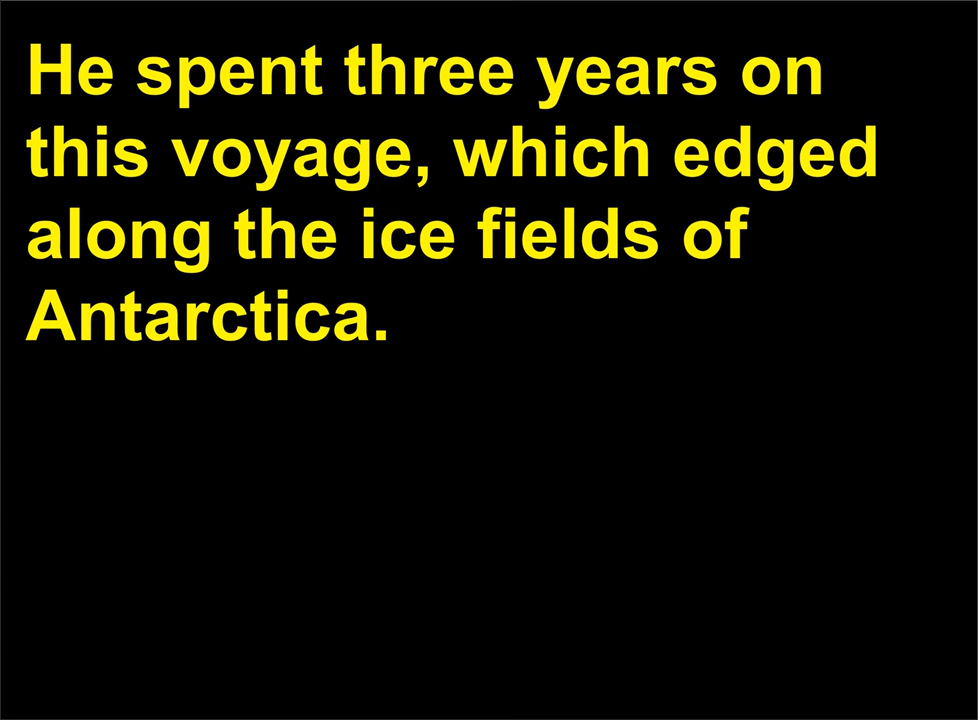 He spent three years on
this voyage, which edged
along the ice fields of
Antarctica.